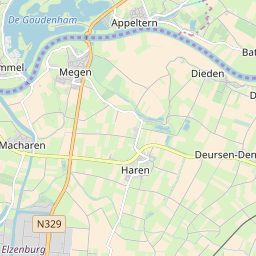 De Goudenham
Appeltern
Bat
mmel
Megen
Dieden
D
Macharen
Deursen-Den
Haren
N329
Elzenburg